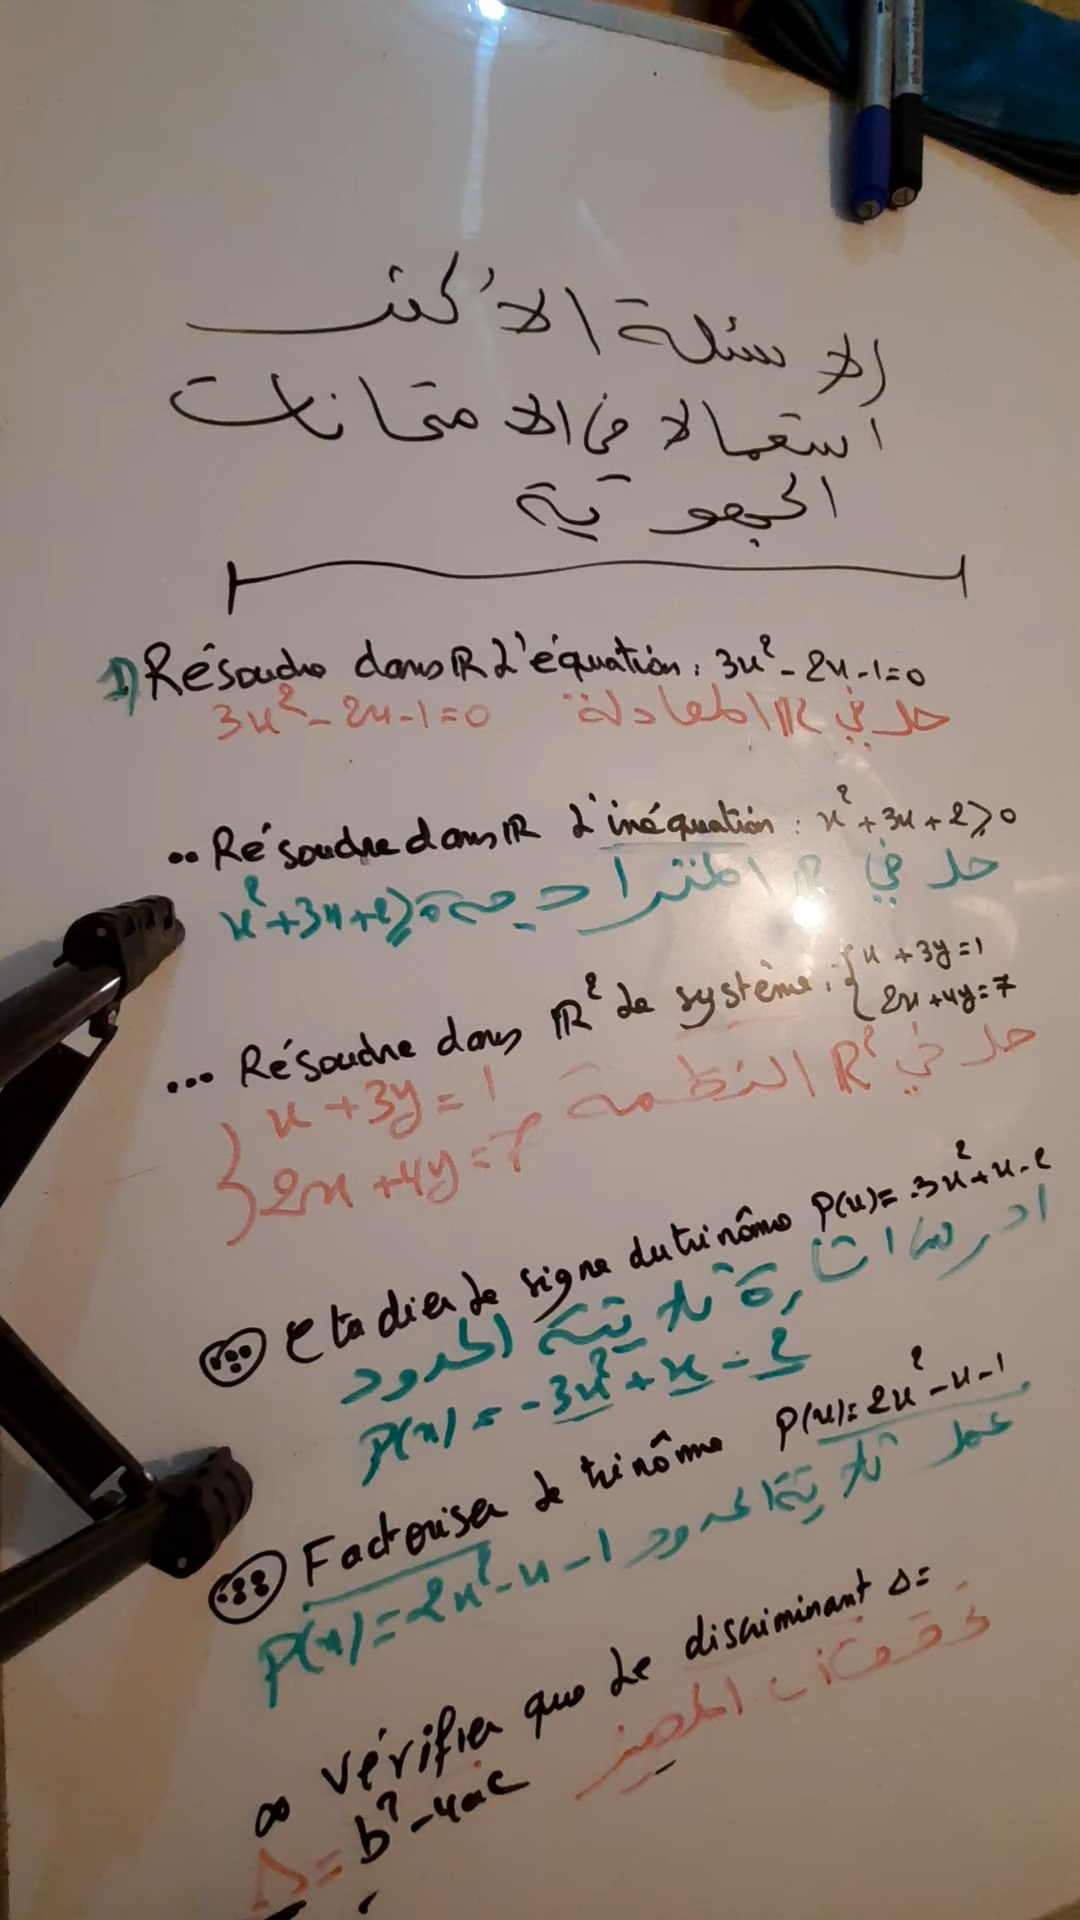 الاسئلة الأكثر
استعمالا في الامتحانات
الجهوية
1) Résoudre dans ℝ l'équation : 3x² - 2x - 1 = 0
حل في ℝ المعادلة: 3x² - 2x - 1 = 0
•• Résoudre dans ℝ l'inéquation : x² + 3x + 2 ≥ 0
حل في ℝ المتراجحة x² + 3x + 2 ≥ 0
••• Résoudre dans ℝ² le système : { x + 3y = 1
2x + 4y = 7
حل في ℝ² النظمة { x + 3y = 1
2x + 4y = 7
Etudier le signe du trinôme P(x) = -3x² + x - 2
ادرس اشارة ثلاثية الحدود
P(x) = -3x² + x - 2
Factoriser le trinôme P(x) = 2x² - x - 1
عمل ثلاثية الحدود P(x) = 2x² - x - 1
∞ vérifier que le discriminant Δ =
المميز
Δ = b² - 4ac